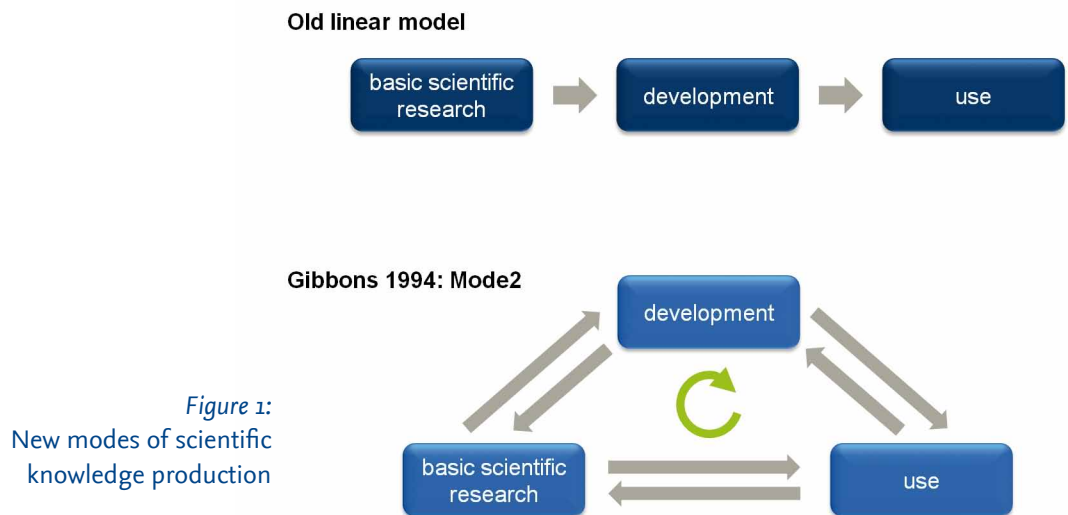 Old linear model
basic scientific
research
development
use
Gibbons 1994: Mode2
development
Figure 1:
New modes of scientific
knowledge production
basic scientific
research
use